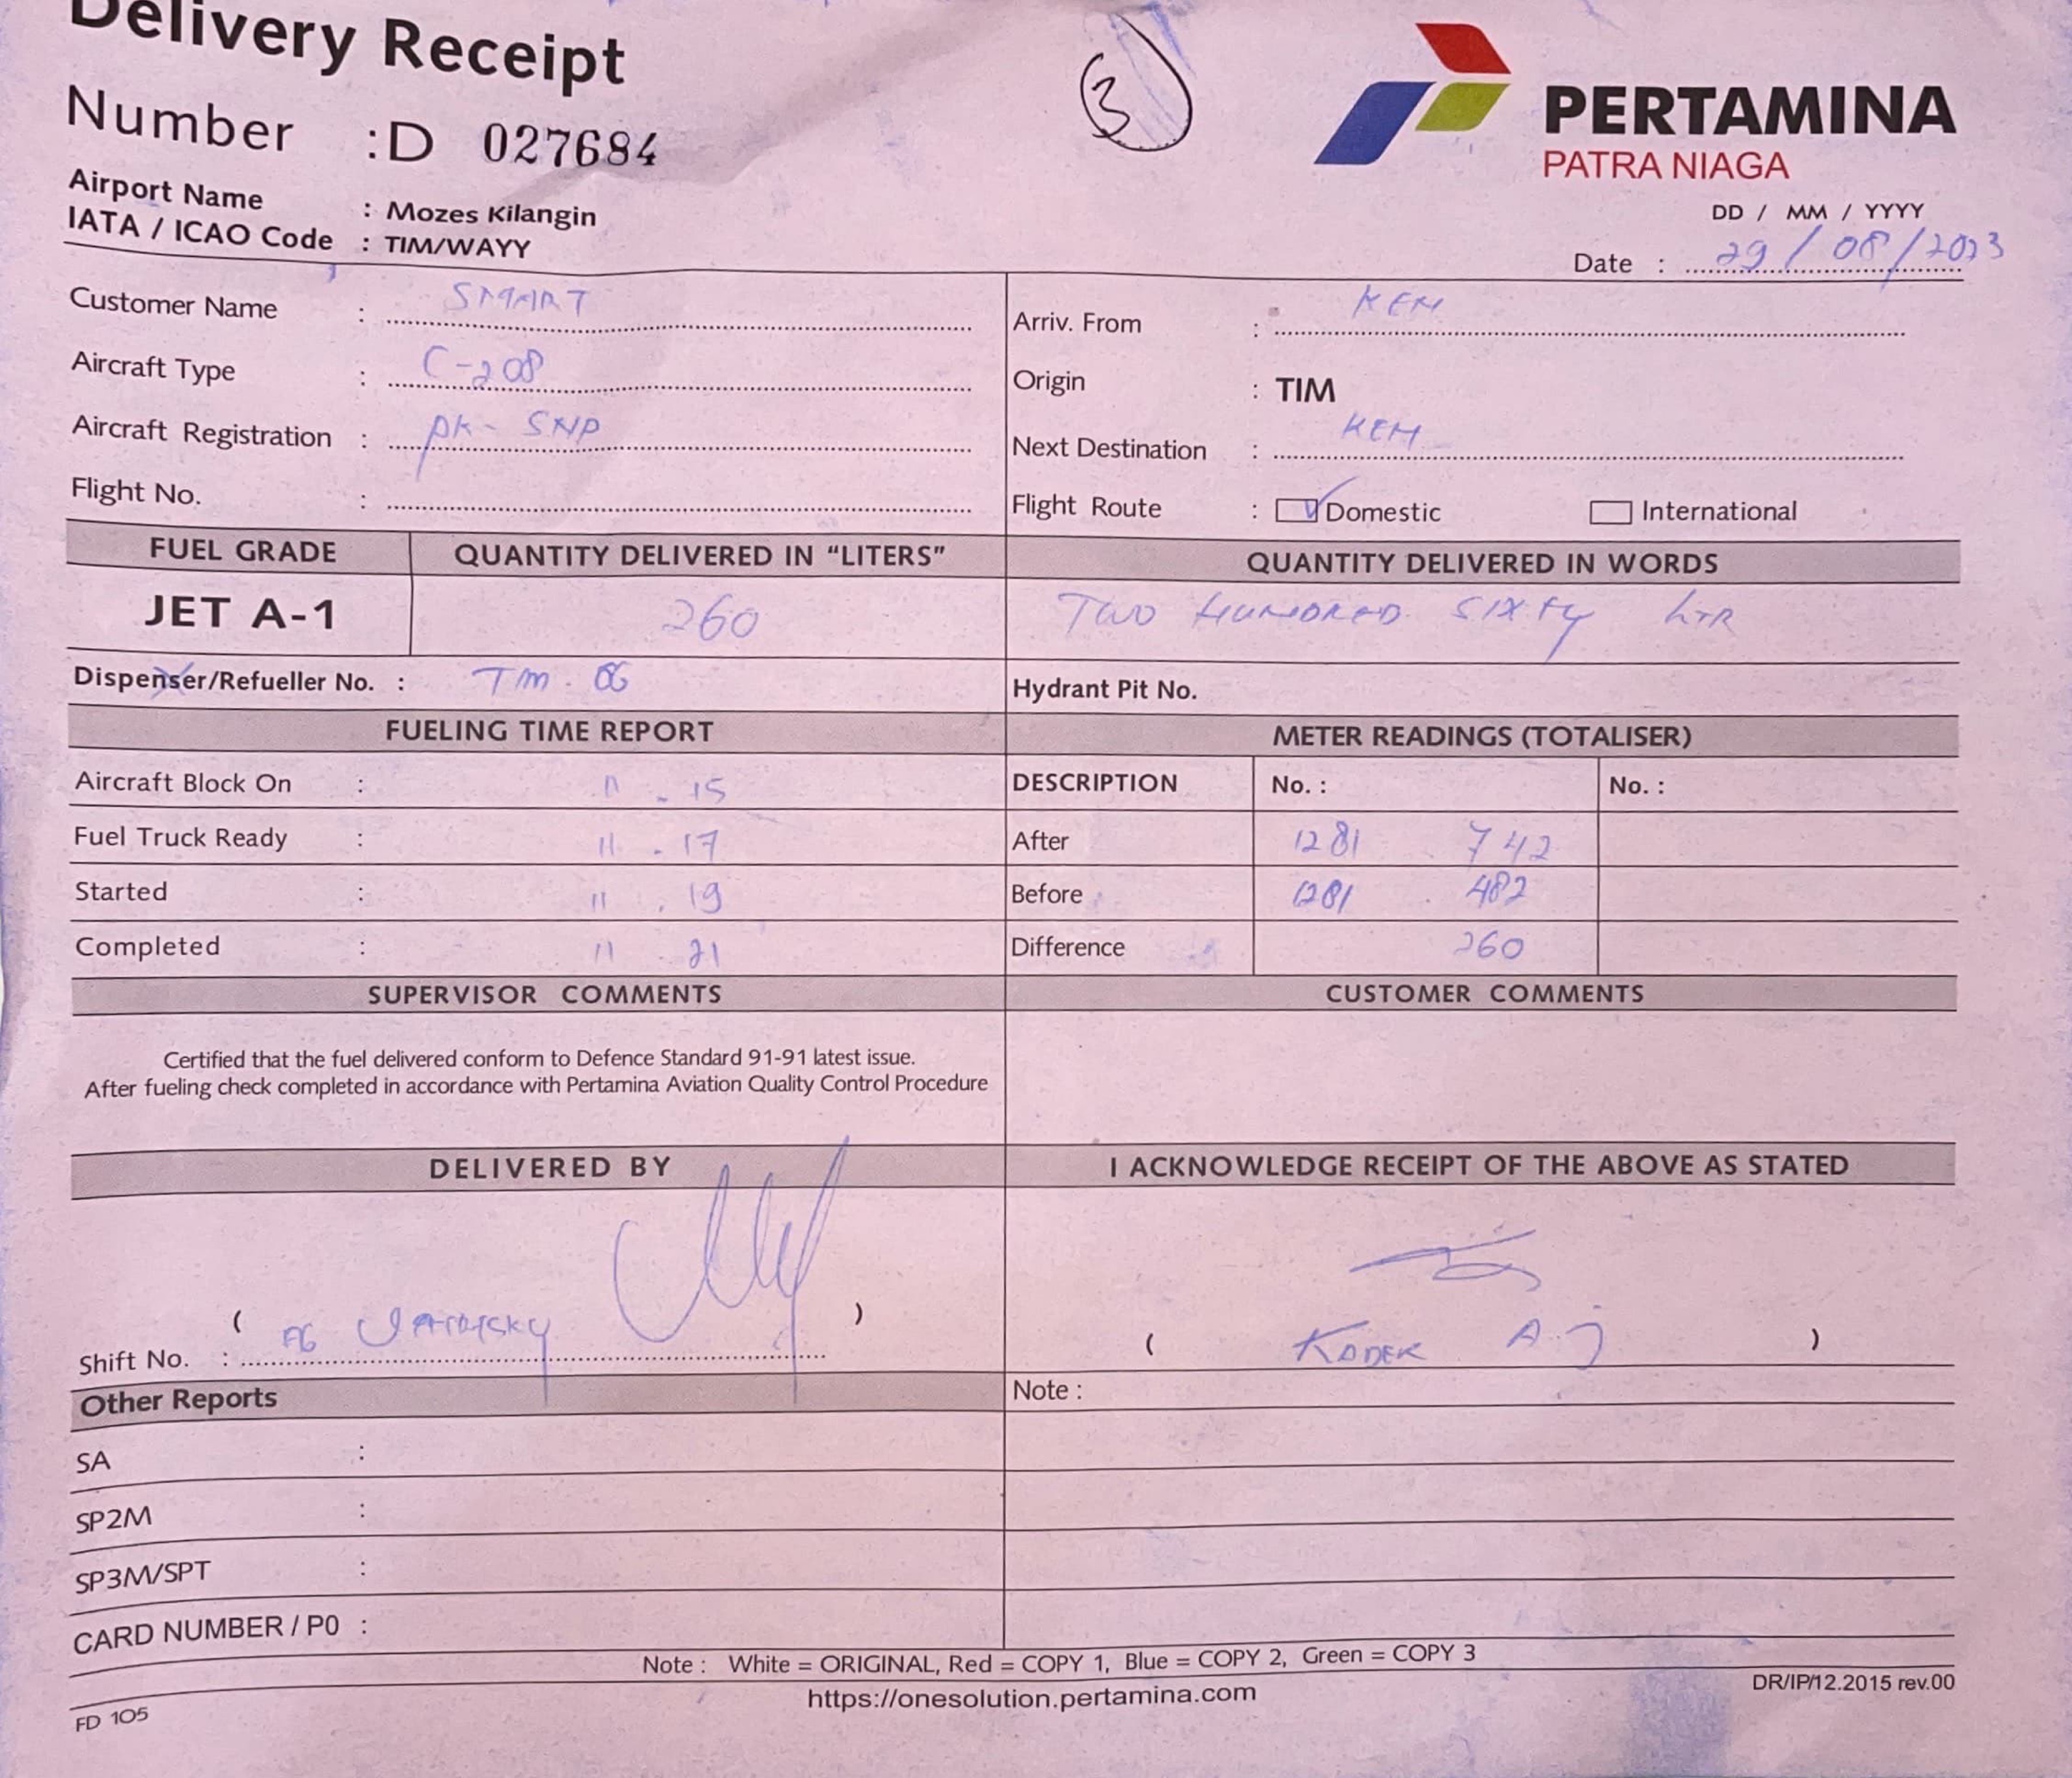 Delivery Receipt
Number : D 027684
3
PERTAMINA
PATRA NIAGA
Airport Name : Mozes Kilangin
IATA / ICAO Code : TIM/WAYY
DD / MM / YYYY
Date : 29/08/2023
Customer Name : SMART
Aircraft Type : C-208
Aircraft Registration : PK- SNP
Flight No. :
Arriv. From : KEM
Origin : TIM
Next Destination : KEM
Flight Route : Domestic International
FUEL GRADE QUANTITY DELIVERED IN “LITERS” QUANTITY DELIVERED IN WORDS
JET A-1 260 TWO HUNDRED SIXTY LTR
Dispenser/Refueller No. : TM. 06 Hydrant Pit No.
FUELING TIME REPORT
Aircraft Block On : 11 . 15
Fuel Truck Ready : 11 . 17
Started : 11 . 19
Completed : 11 . 21
METER READINGS (TOTALISER)
DESCRIPTION No. : No. :
After 1281 742
Before 1281 482
Difference 260
SUPERVISOR COMMENTS CUSTOMER COMMENTS
Certified that the fuel delivered conform to Defence Standard 91-91 latest issue.
After fueling check completed in accordance with Pertamina Aviation Quality Control Procedure
DELIVERED BY I ACKNOWLEDGE RECEIPT OF THE ABOVE AS STATED
( )
Shift No. :
( KADEK A.J )
Other Reports Note :
SA :
SP2M :
SP3M/SPT :
CARD NUMBER / P0 :
Note : White = ORIGINAL, Red = COPY 1, Blue = COPY 2, Green = COPY 3
https://onesolution.pertamina.com
DR/IP/12.2015 rev.00
FD 105